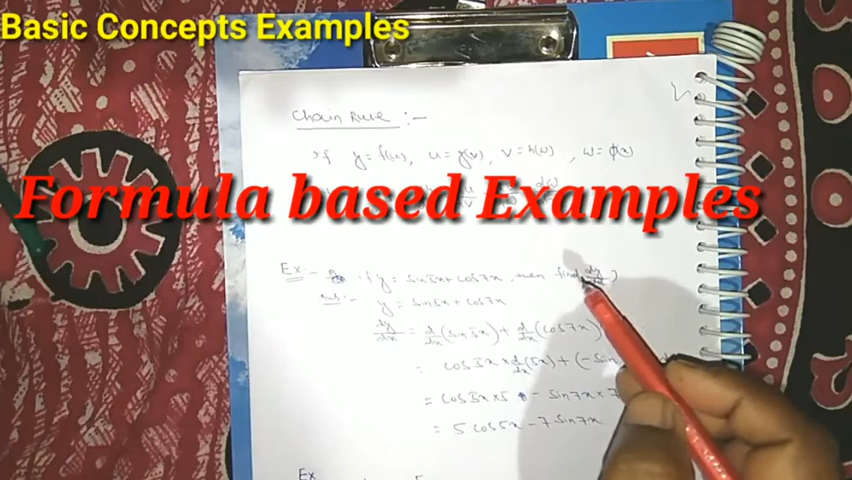 Basic Concepts Examples
Chain Rule :-
If y = f(u), u = g(v), v = h(w), w = φ(x)
Formula based Examples
dw
Ex:- If y = sin5x + cos7x, then find dy/dx ?
Ans:- y = sin5x + cos7x
dy/dx = d/dx (sin5x) + d/dx (cos7x)
= cos5x × d/dx (5x) + (-sin
= cos5x × 5 - sin7x × 7
= 5 cos5x - 7 sin7x
Ex